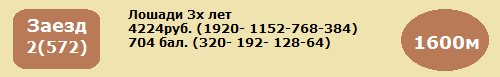 Заезд
2(572)
Лошади 3х лет
4224руб. (1920- 1152-768-384)
704 бал. (320- 192- 128-64)
1600м